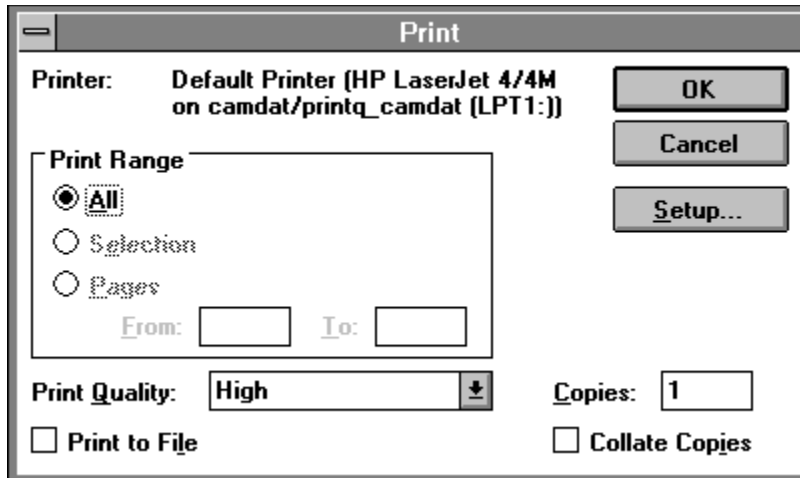 Print
Printer: Default Printer (HP LaserJet 4/4M
on camdat/printq_camdat (LPT1:))
OK
Cancel
Setup...
Print Range
All
Selection
Pages
From: To:
Print Quality: High
Copies: 1
Print to File
Collate Copies